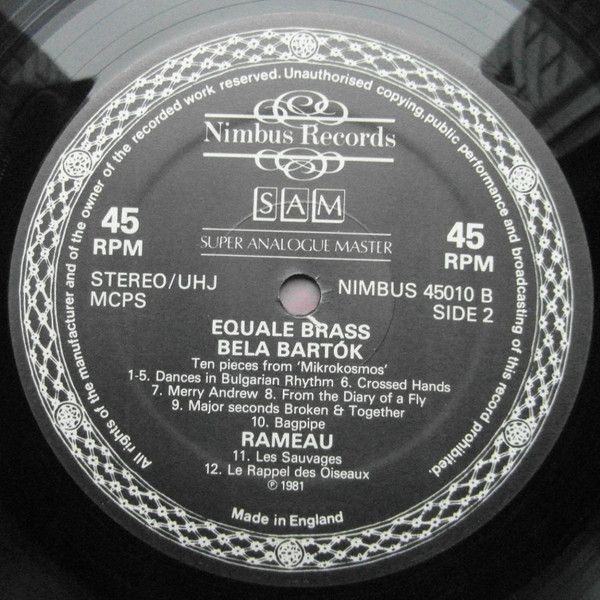 All rights of the manufacturer and of the owner of the recorded work reserved. Unauthorised copying, public performance and broadcasting of this record prohibited.
Nimbus Records
SAM
SUPER ANALOGUE MASTER
45
RPM
45
RPM
STEREO/UHJ
MCPS
NIMBUS 45010 B
SIDE 2
EQUALE BRASS
BELA BARTÓK
Ten pieces from 'Mikrokosmos'
1-5. Dances in Bulgarian Rhythm 6. Crossed Hands
7. Merry Andrew 8. From the Diary of a Fly
9. Major seconds Broken & Together
10. Bagpipe
RAMEAU
11. Les Sauvages
12. Le Rappel des Oiseaux
℗ 1981
Made in England